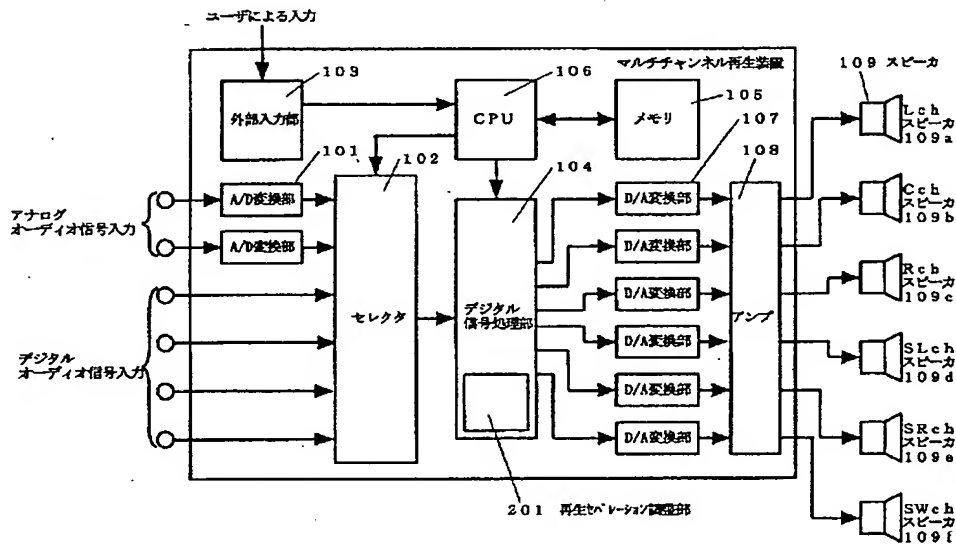 ユーザによる入力
マルチチャンネル再生装置
103
外部入力部
106
CPU
105
メモリ
109 スピーカ
Lch
スピーカ
109a
101
102
104
107
108
アナログ
オーディオ信号入力
A/D変換部
A/D変換部
D/A変換部
D/A変換部
D/A変換部
D/A変換部
D/A変換部
D/A変換部
Cch
スピーカ
109b
Rch
スピーカ
109c
デジタル
オーディオ信号入力
セレクタ
デジタル
信号処理部
アンプ
SLch
スピーカ
109d
SRch
スピーカ
109e
SWch
スピーカ
109f
201 再生セパレーション調整部